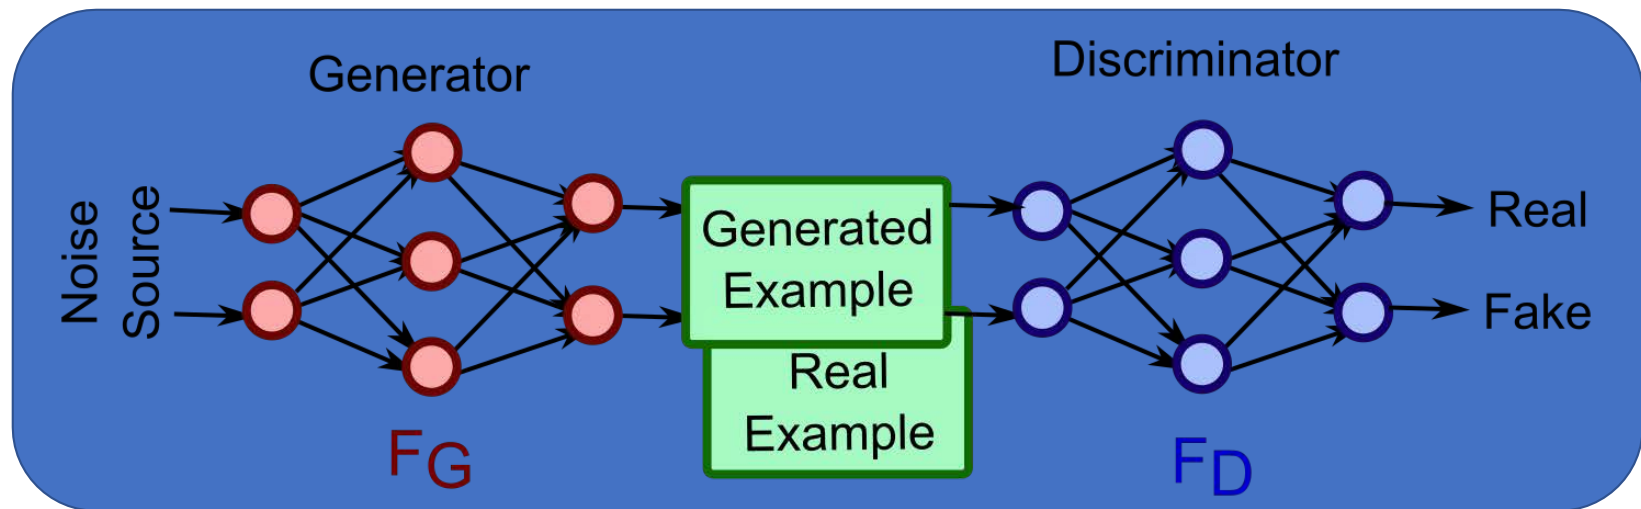 Generator
Discriminator
Noise
Source
Generated
Example
Real
Example
Real
Fake
FG
FD